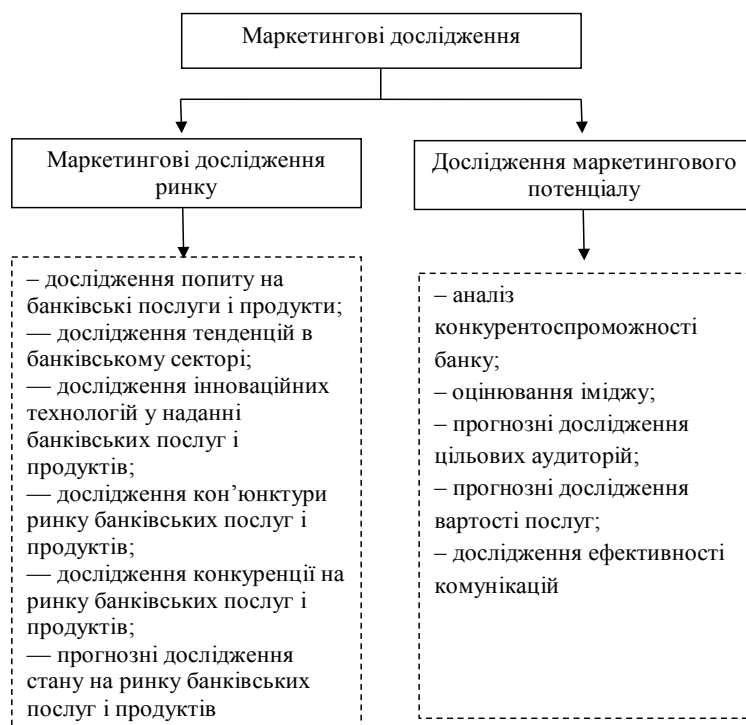 Маркетингові дослідження
Маркетингові дослідження
ринку
Дослідження маркетингового
потенціалу
– дослідження попиту на
банківські послуги і продукти;
— дослідження тенденцій в
банківському секторі;
— дослідження інноваційних
технологій у наданні
банківських послуг і
продуктів;
— дослідження кон’юнктури
ринку банківських послуг і
продуктів;
— дослідження конкуренції на
ринку банківських послуг і
продуктів;
— прогнозні дослідження
стану на ринку банківських
послуг і продуктів
– аналіз
конкурентоспроможності
банку;
– оцінювання іміджу;
– прогнозні дослідження
цільових аудиторій;
– прогнозні дослідження
вартості послуг;
– дослідження ефективності
комунікацій